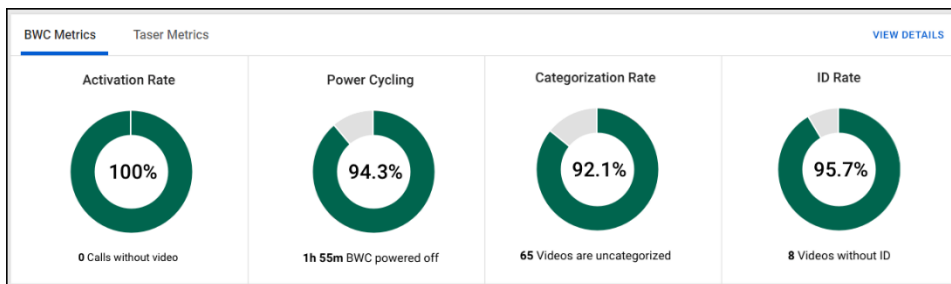 BWC Metrics Taser Metrics VIEW DETAILS
Activation Rate
100%
0 Calls without video
Power Cycling
94.3%
1h 55m BWC powered off
Categorization Rate
92.1%
65 Videos are uncategorized
ID Rate
95.7%
8 Videos without ID